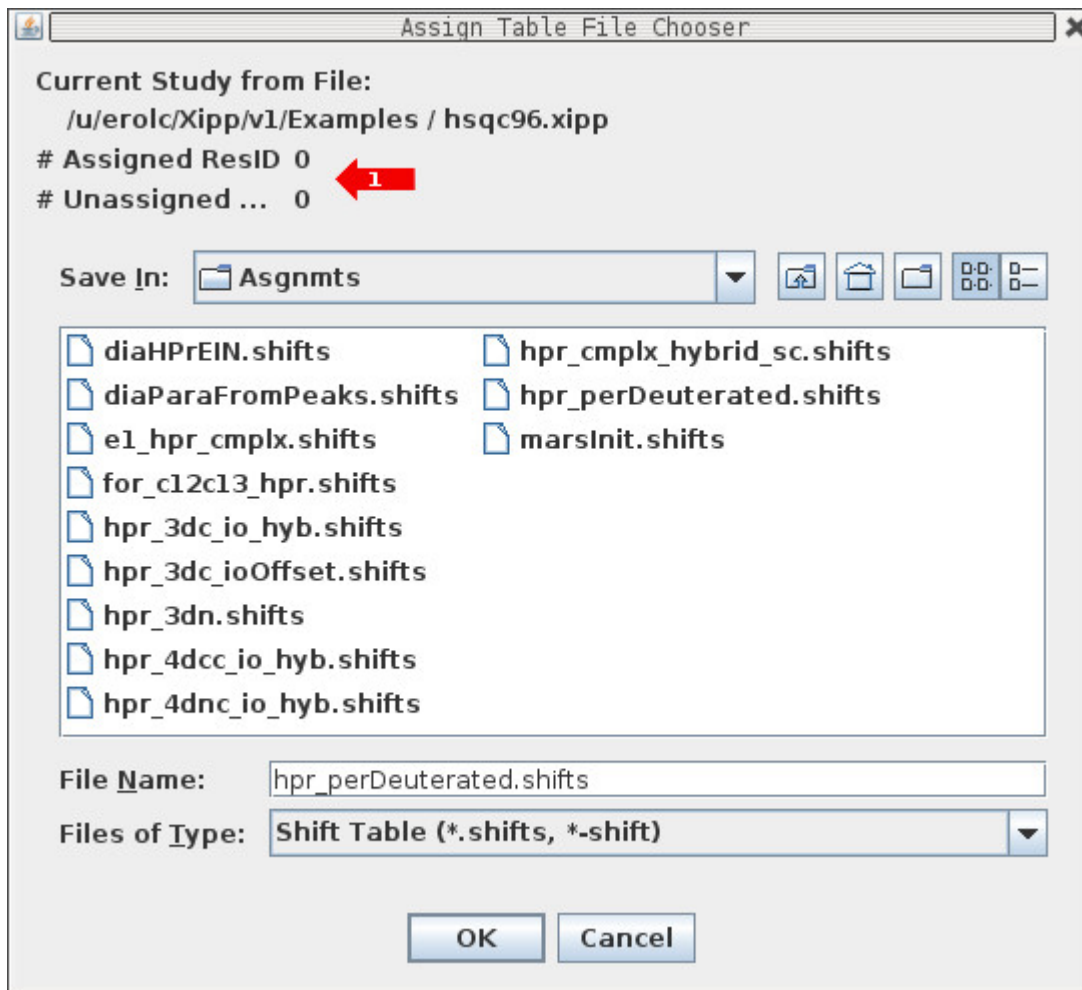 Assign Table File Chooser
Current Study from File:
/u/erolc/Xipp/v1/Examples / hsqc96.xipp
# Assigned ResID 0
1
# Unassigned ... 0
Save In: Asgnmts
diaHPrEIN.shifts
diaParaFromPeaks.shifts
e1_hpr_cmplx.shifts
for_c12c13_hpr.shifts
hpr_3dc_io_hyb.shifts
hpr_3dc_ioOffset.shifts
hpr_3dn.shifts
hpr_4dcc_io_hyb.shifts
hpr_4dnc_io_hyb.shifts
hpr_cmplx_hybrid_sc.shifts
hpr_perDeuterated.shifts
marsInit.shifts
File Name: hpr_perDeuterated.shifts
Files of Type: Shift Table (*.shifts, *-shift)
OK Cancel